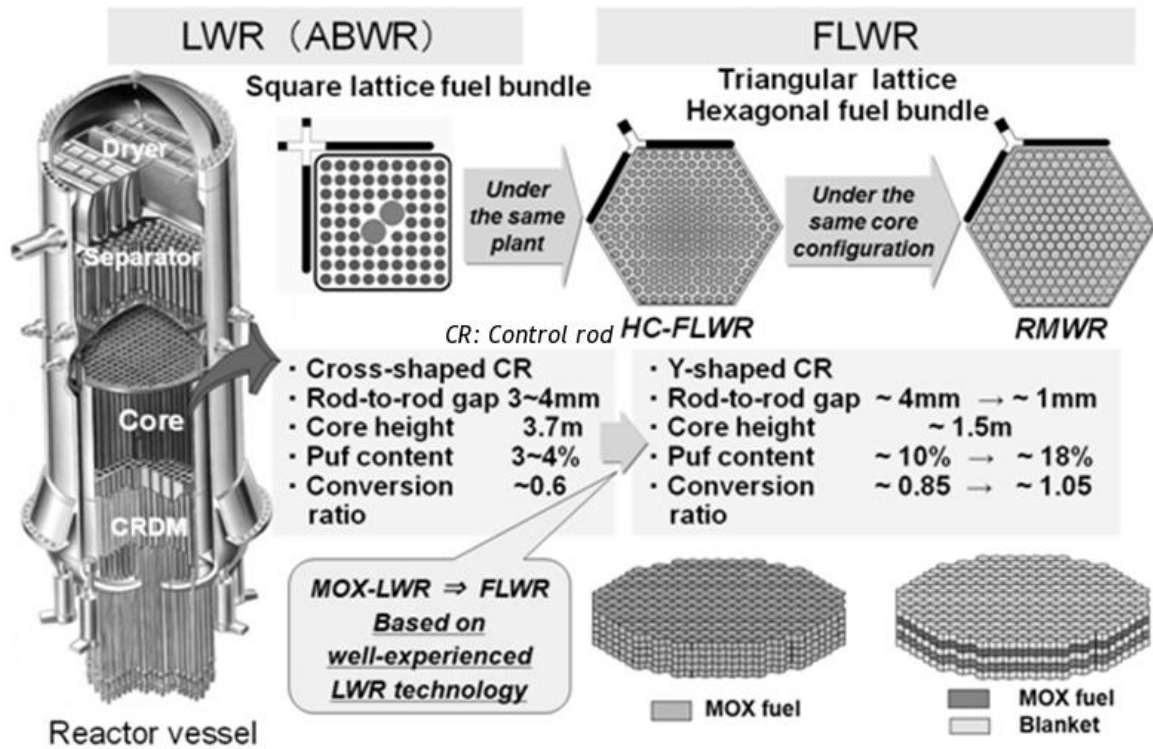 LWR (ABWR)
FLWR
Square lattice fuel bundle
Triangular lattice
Hexagonal fuel bundle
Dryer
Separator
Core
CRDM
Reactor vessel
Under
the same
plant
Under the
same core
configuration
CR: Control rod
HC-FLWR
RMWR
・Cross-shaped CR
・Rod-to-rod gap 3~4mm
・Core height 3.7m
・Puf content 3~4%
・Conversion ~0.6
ratio
・Y-shaped CR
・Rod-to-rod gap ~4mm → ~1mm
・Core height ~1.5m
・Puf content ~10% → ~18%
・Conversion ~0.85 → ~1.05
ratio
MOX-LWR ⇒ FLWR
Based on
well-experienced
LWR technology
MOX fuel
MOX fuel
Blanket